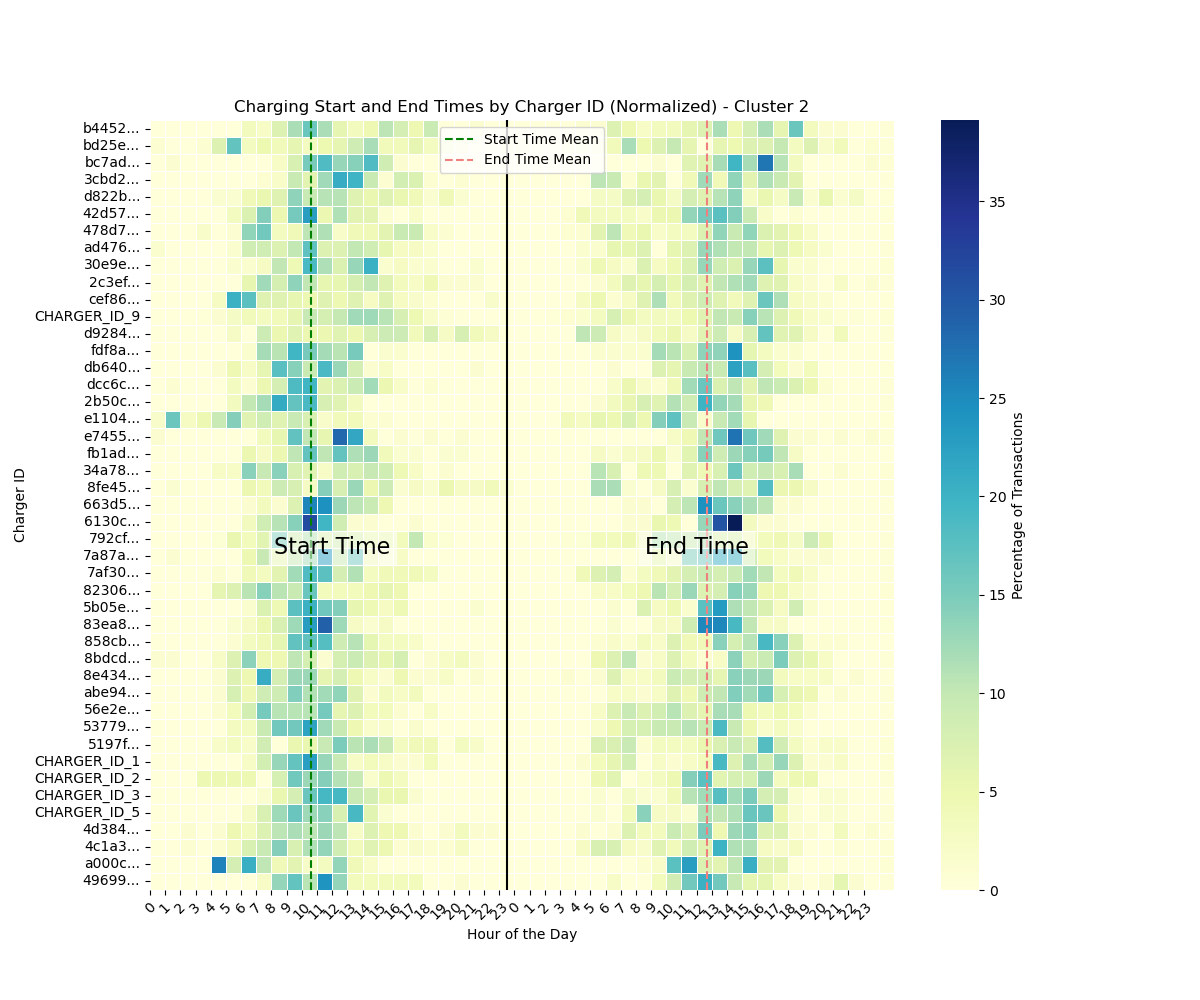 Charging Start and End Times by Charger ID (Normalized) - Cluster 2
Start Time Mean
End Time Mean
Charger ID
b4452...
bd25e...
bc7ad...
3cbd2...
d822b...
42d57...
478d7...
ad476...
30e9e...
2c3ef...
cef86...
CHARGER_ID_9
d9284...
fdf8a...
db640...
dcc6c...
2b50c...
e1104...
e7455...
fb1ad...
34a78...
8fe45...
663d5...
6130c...
792cf...
7a87a...
7af30...
82306...
5b05e...
83ea8...
858cb...
8bdcd...
8e434...
abe94...
56e2e...
53779...
5197f...
CHARGER_ID_1
CHARGER_ID_2
CHARGER_ID_3
CHARGER_ID_5
4d384...
4c1a3...
a000c...
49699...
Start Time
End Time
0 1 2 3 4 5 6 7 8 9 10 11 12 13 14 15 16 17 18 19 20 21 22 23 0 1 2 3 4 5 6 7 8 9 10 11 12 13 14 15 16 17 18 19 20 21 22 23
Hour of the Day
35
30
25
20
15
10
5
0
Percentage of Transactions